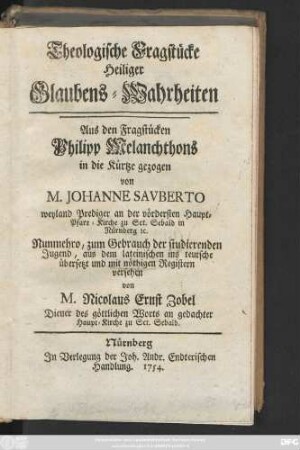 Theologische Fragstücke
Heiliger
Glaubens-Wahrheiten
Aus den Fragstücken
Philipp Melanchthons
in die Kürtze gezogen
von
M. JOHANNE SAVBERTO
weyland Prediger an der vördersten Haupt-
Pfarr-Kirche zu Sct. Sebald in
Nürnberg ꝛc.
Nunmehro, zum Gebrauch der studierenden
Jugend, aus dem lateinischen ins teutsche
übersetzt und mit nöthigen Registern
versehen
von
M. Nicolaus Ernst Zobel
Diener des göttlichen Worts an gedachter
Haupt-Kirche zu Sct. Sebald.
Nürnberg
In Verlegung der Joh. Andr. Endterischen
Handlung. 1754.
DFG